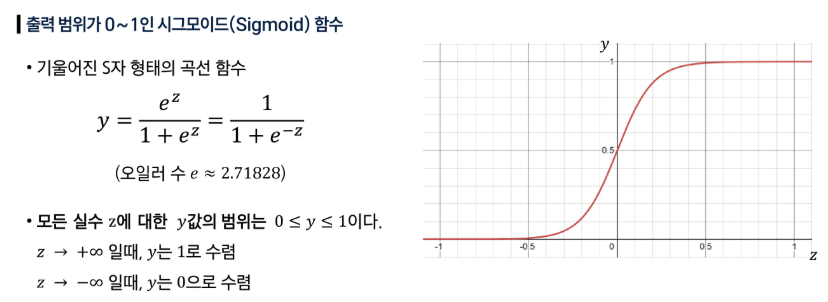 출력 범위가 0~1인 시그모이드(Sigmoid) 함수
• 기울어진 S자 형태의 곡선 함수
y = e^z / (1 + e^z) = 1 / (1 + e^{-z})
(오일러 수 e ≈ 2.71828)
• 모든 실수 z에 대한 y값의 범위는 0 ≤ y ≤ 1이다.
z → +∞ 일때, y는 1로 수렴
z → −∞ 일때, y는 0으로 수렴
y
1
0.5
-1 -0.5 0 0.5 1
z